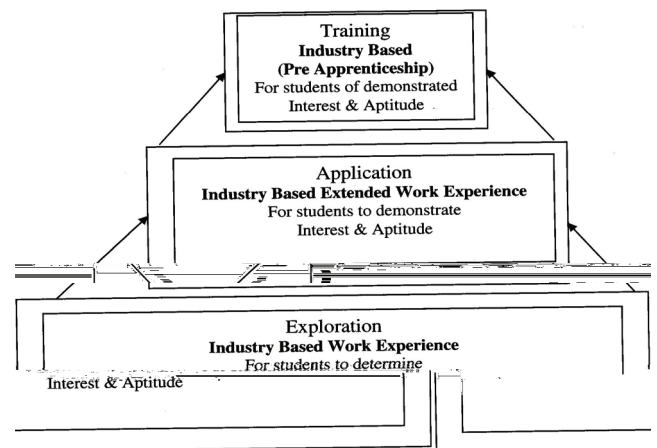 Training
Industry Based
(Pre Apprenticeship)
For students of demonstrated
Interest & Aptitude
Application
Industry Based Extended Work Experience
For students to demonstrate
Interest & Aptitude
Exploration
Industry Based Work Experience
For students to determine
Interest & Aptitude